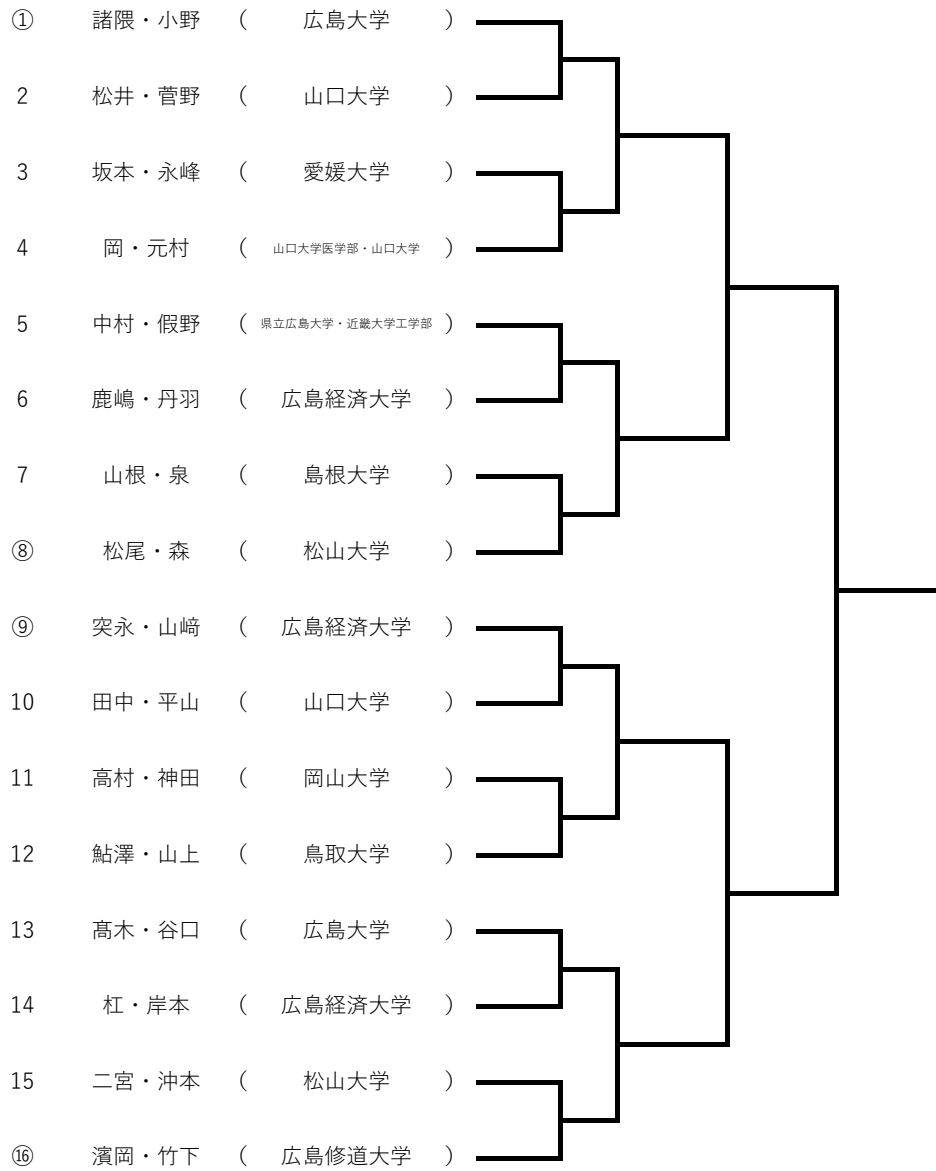 ① 諸隈・小野 ( 広島大学 )
2 松井・菅野 ( 山口大学 )
3 坂本・永峰 ( 愛媛大学 )
4 岡・元村 ( 山口大学医学部・山口大学 )
5 中村・假野 ( 県立広島大学・近畿大学工学部 )
6 鹿嶋・丹羽 ( 広島経済大学 )
7 山根・泉 ( 島根大学 )
⑧ 松尾・森 ( 松山大学 )
⑨ 突永・山﨑 ( 広島経済大学 )
10 田中・平山 ( 山口大学 )
11 高村・神田 ( 岡山大学 )
12 鮎澤・山上 ( 鳥取大学 )
13 髙木・谷口 ( 広島大学 )
14 杠・岸本 ( 広島経済大学 )
15 二宮・沖本 ( 松山大学 )
⑯ 濱岡・竹下 ( 広島修道大学 )